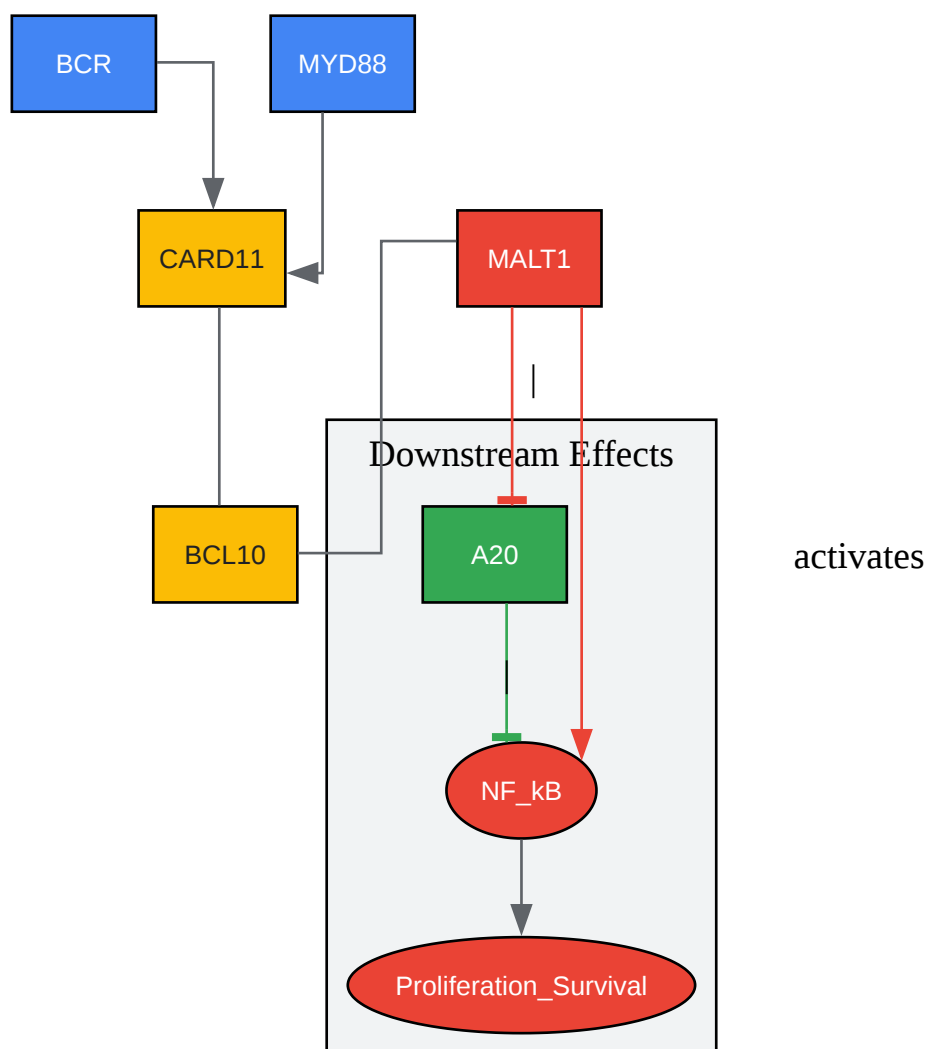 BCR
MYD88
CARD11
MALT1
|
Downstream Effects
BCL10
A20
activates
|
NF_kB
Proliferation_Survival